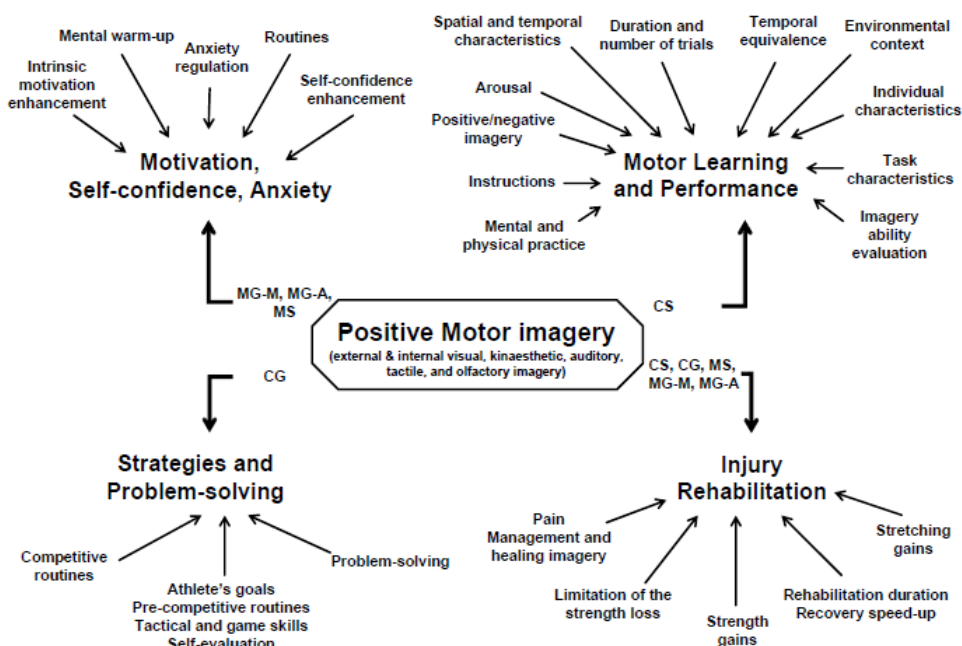 Mental warm-up
Anxiety
regulation
Routines
Intrinsic
motivation
enhancement
Self-confidence
enhancement
Motivation,
Self-confidence, Anxiety
Spatial and temporal
characteristics
Duration and
number of trials
Temporal
equivalence
Environmental
context
Arousal
Individual
characteristics
Positive/negative
imagery
Motor Learning
and Performance
Task
characteristics
Instructions
Mental and
physical practice
Imagery
ability
evaluation
MG-M, MG-A,
MS
CS
Positive Motor imagery
(external & internal visual, kinaesthetic, auditory,
tactile, and olfactory imagery)
CG
CS, CG, MS,
MG-M, MG-A
Strategies and
Problem-solving
Competitive
routines
Athlete's goals
Pre-competitive routines
Tactical and game skills
Self-evaluation
Problem-solving
Injury
Rehabilitation
Pain
Management and
healing imagery
Limitation of the
strength loss
Strength
gains
Rehabilitation duration
Recovery speed-up
Stretching
gains